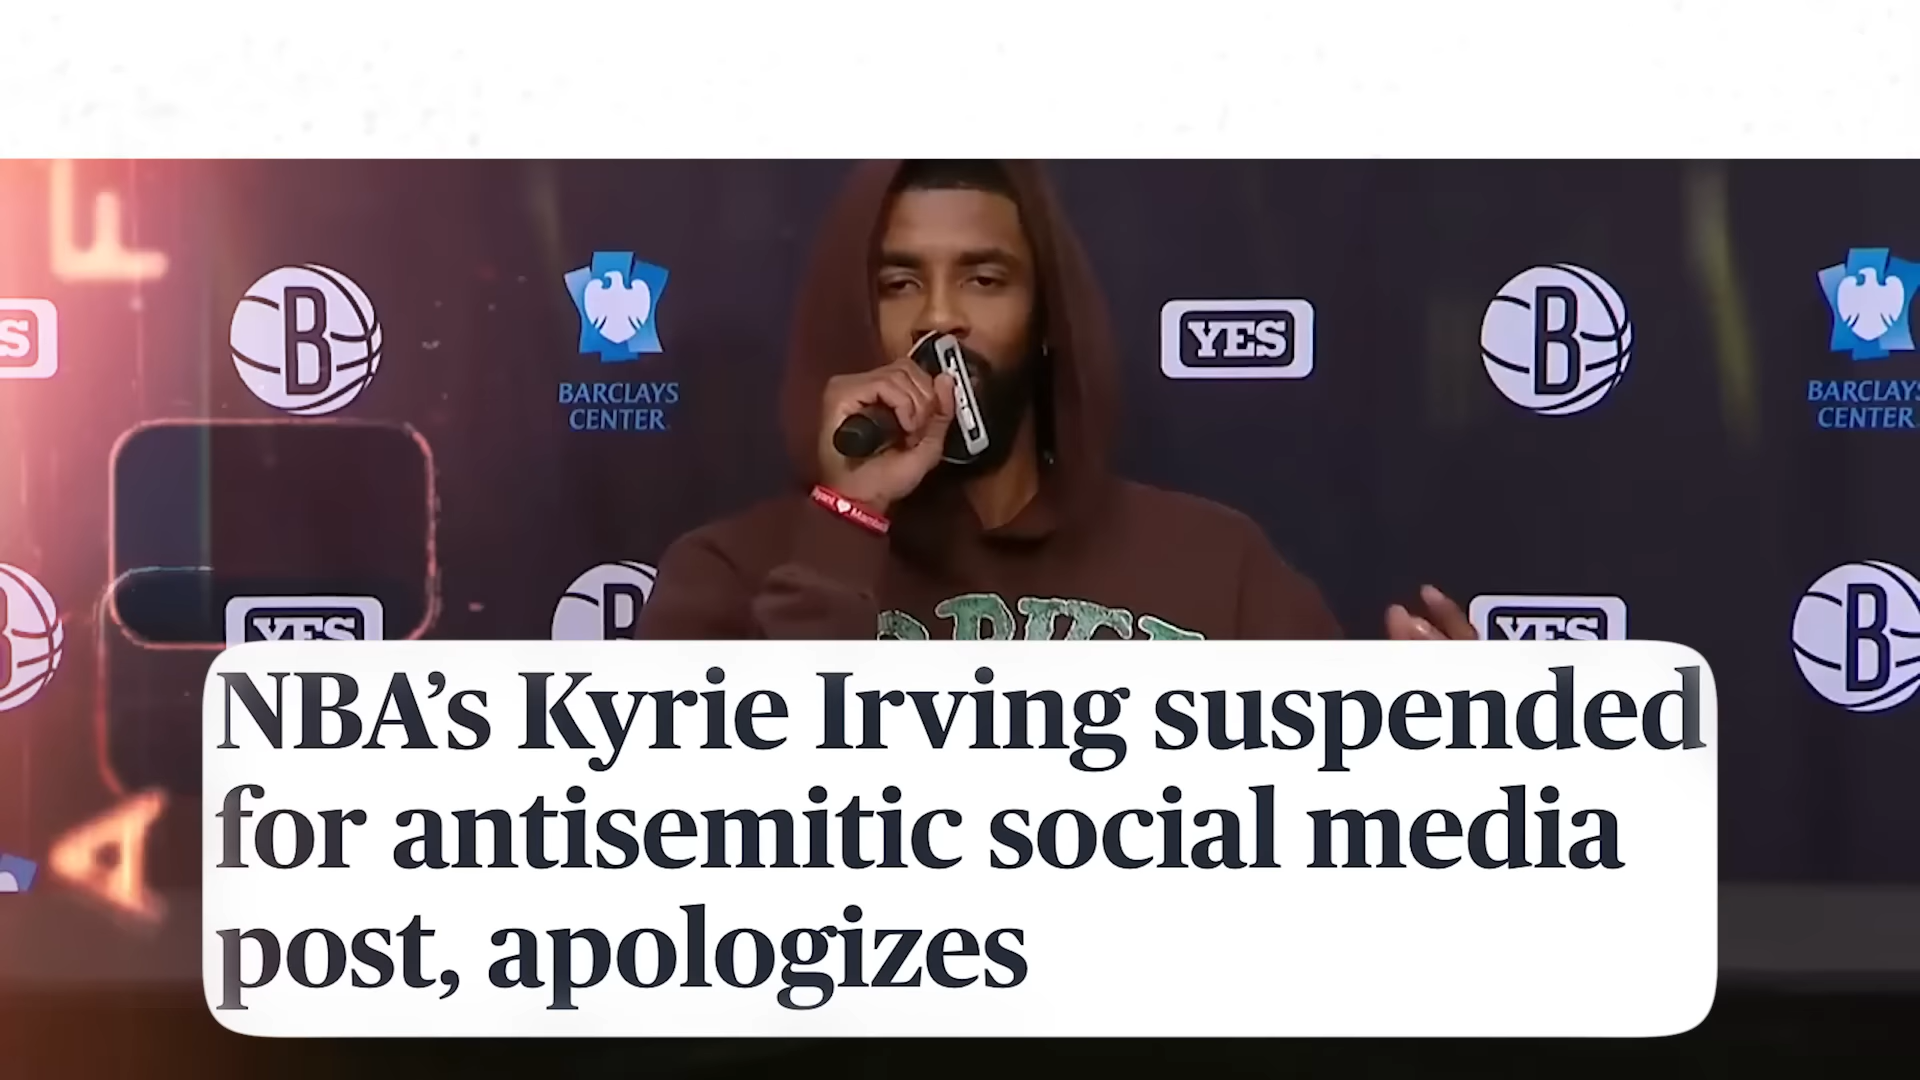 F
S
B
BARCLAYS
CENTER
YES
B
BARCLAYS
CENTER
YES
B
YES
B
NBA's Kyrie Irving suspended
for antisemitic social media
post, apologizes
A